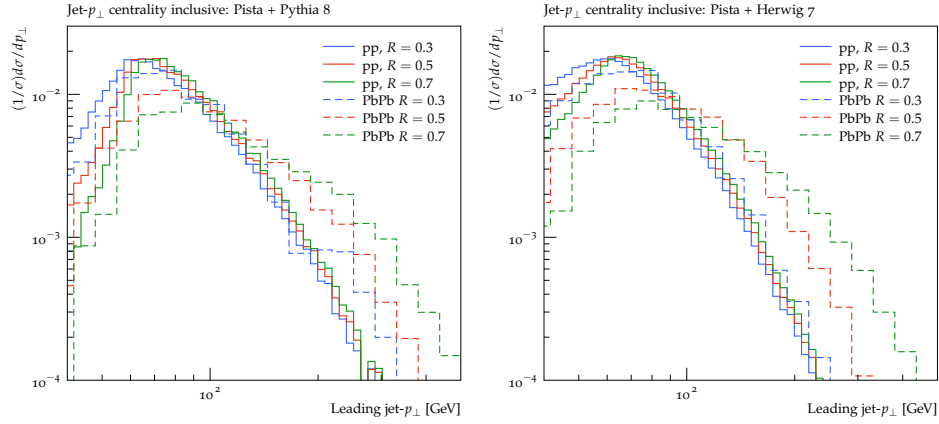 Jet-p⊥ centrality inclusive: Pista + Pythia 8
(1/σ)dσ/dp⊥
10⁻²
10⁻³
10⁻⁴
pp, R = 0.3
pp, R = 0.5
pp, R = 0.7
PbPb R = 0.3
PbPb R = 0.5
PbPb R = 0.7
10²
Leading jet-p⊥ [GeV]
Jet-p⊥ centrality inclusive: Pista + Herwig 7
(1/σ)dσ/dp⊥
10⁻²
10⁻³
10⁻⁴
pp, R = 0.3
pp, R = 0.5
pp, R = 0.7
PbPb R = 0.3
PbPb R = 0.5
PbPb R = 0.7
10²
Leading jet-p⊥ [GeV]